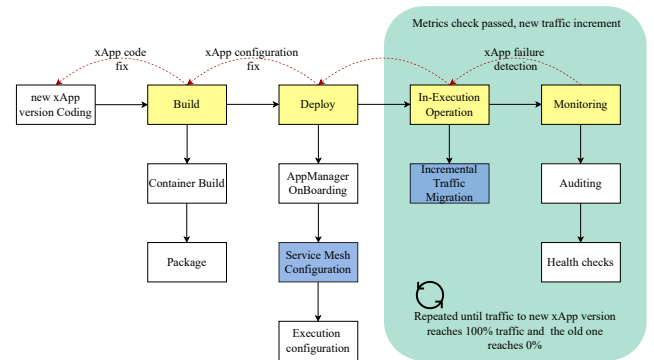 Metrics check passed, new traffic increment
xApp code
fix
xApp configuration
fix
xApp failure
detection
new xApp
version Coding
Build
Deploy
In-Execution
Operation
Monitoring
Container Build
AppManager
OnBoarding
Incremental
Traffic
Migration
Auditing
Package
Service Mesh
Configuration
Health checks
Execution
configuration
Repeated until traffic to new xApp version
reaches 100% traffic and the old one
reaches 0%